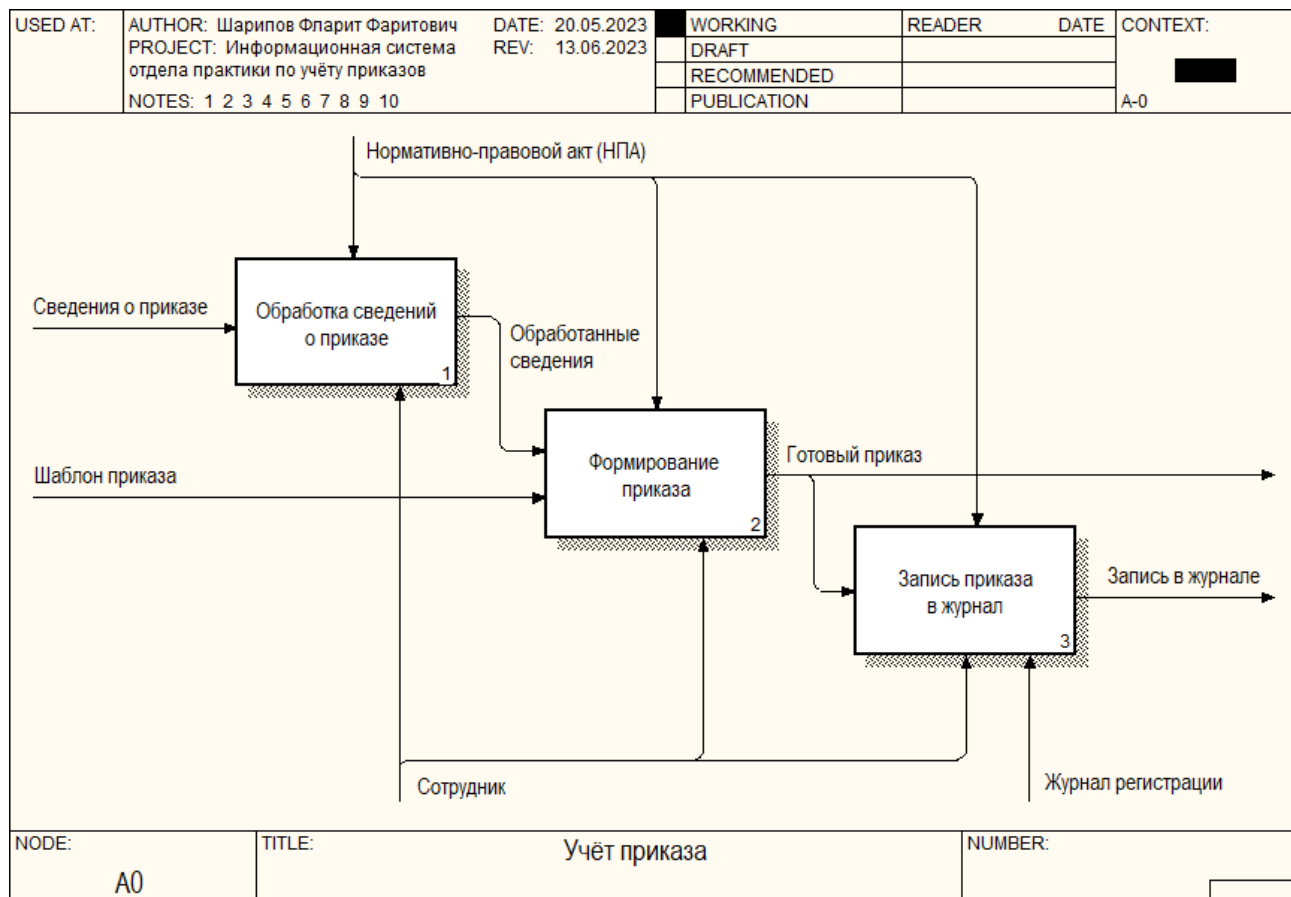 USED AT:
AUTHOR: Шарипов Фларит Фаритович
DATE: 20.05.2023
PROJECT: Информационная система
REV: 13.06.2023
отдела практики по учёту приказов
NOTES: 1 2 3 4 5 6 7 8 9 10
WORKING
DRAFT
RECOMMENDED
PUBLICATION
READER
DATE
CONTEXT:
A-0
Нормативно-правовой акт (НПА)
Сведения о приказе
Обработка сведений
о приказе
1
Обработанные
сведения
Шаблон приказа
Формирование
приказа
2
Готовый приказ
Запись приказа
в журнал
3
Запись в журнале
Сотрудник
Журнал регистрации
NODE:
A0
TITLE:
Учёт приказа
NUMBER: